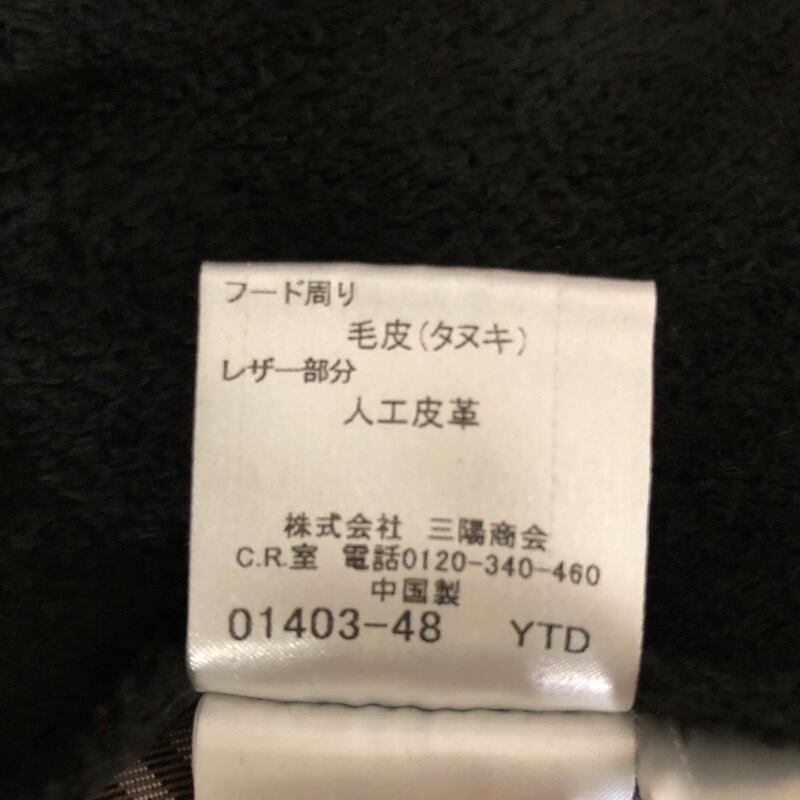 フード周り
毛皮(タヌキ)
レザー部分
人工皮革
株式会社 三陽商会
C.R.室 電話0120-340-460
中国製
01403-48 YTD